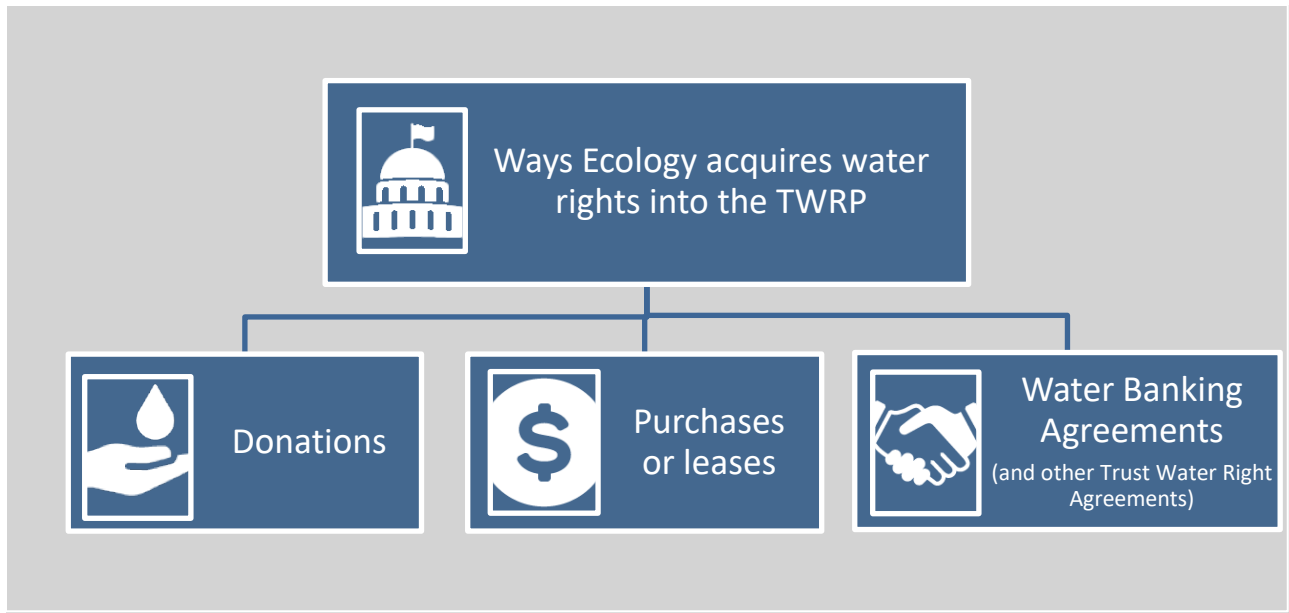 Ways Ecology acquires water
rights into the TWRP
Donations
Purchases
or leases
Water Banking
Agreements
(and other Trust Water Right
Agreements)